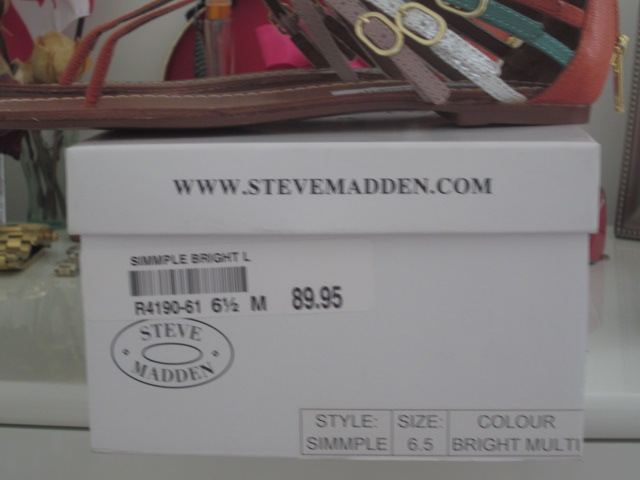 WWW.STEVEMADDEN.COM
SIMMPLE BRIGHT L
R4190-61 6½ M 89.95
STEVE
MADDEN
STYLE: SIZE: COLOUR
SIMMPLE 6.5 BRIGHT MULTI